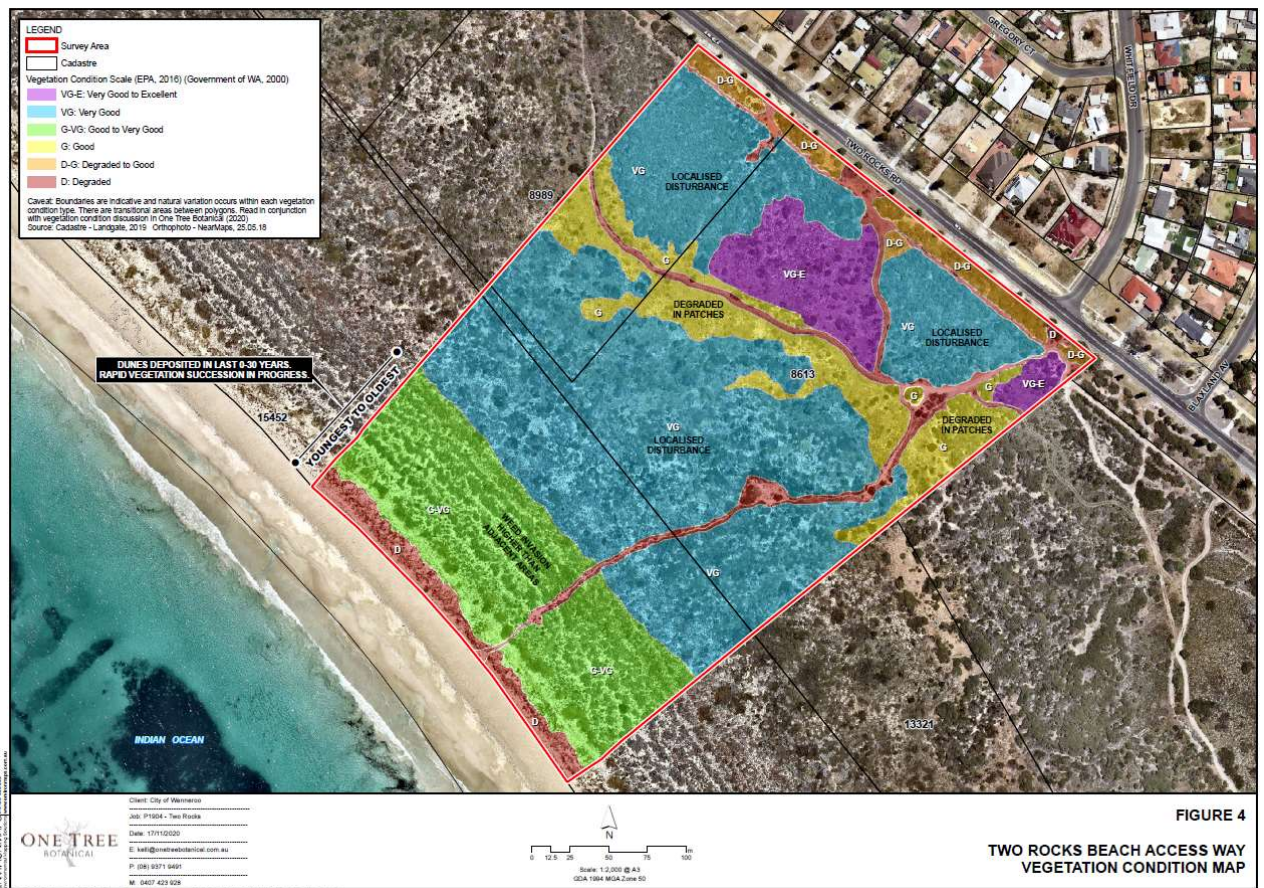 LEGEND
Survey Area
Cadastre
Vegetation Condition Scale (EPA, 2016) (Government of WA, 2000)
VG-E: Very Good to Excellent
VG: Very Good
G-VG: Good to Very Good
G: Good
D-G: Degraded to Good
D: Degraded
Caveat: Boundaries are indicative and natural variation occurs within each vegetation
condition type. There are transitional areas between polygons. Read in conjunction
with vegetation condition discussion in One Tree Botanical (2020)
Source: Cadastre - Landgate, 2019 Orthophoto - NearMaps, 25.05.18
GREGORY CT
TWO ROCKS RD
BLAXLAND AV
D-G
D-G
VG
LOCALISED
DISTURBANCE
8989
D-G
D-G
G
VG-E
DEGRADED
IN PATCHES
G
VG
LOCALISED
DISTURBANCE
D
D-G
8613
G
VG-E
G
DEGRADED
IN PATCHES
G
VG
LOCALISED
DISTURBANCE
VG
DUNES DEPOSITED IN LAST 0-30 YEARS.
RAPID VEGETATION SUCCESSION IN PROGRESS.
15452
YOUNGEST TO OLDEST
G-VG
D
WEED INVASION
HIGHER THAN
ADJACENT AREAS
G-VG
D
13321
INDIAN OCEAN
ONE TREE
BOTANICAL
Client: City of Wanneroo
Job: P1904 - Two Rocks
Date: 17/11/2020
E: kelli@onetreebotanical.com.au
P: (08) 9371 9491
M: 0407 423 928
N
0 12.5 25 50 75 100
m
Scale: 1:2,000 @ A3
GDA 1994 MGA Zone 50
FIGURE 4
TWO ROCKS BEACH ACCESS WAY
VEGETATION CONDITION MAP